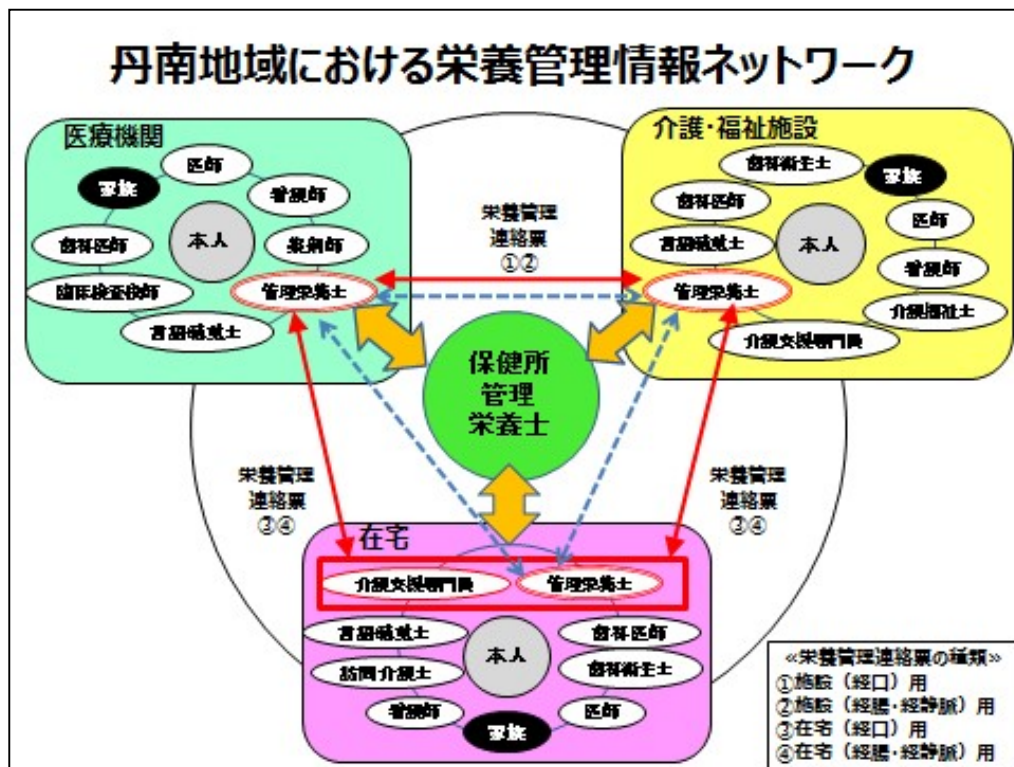 丹南地域における栄養管理情報ネットワーク
医療機関
医師
家族
看護師
歯科医師
本人
薬剤師
臨床検査技師
管理栄養士
言語聴覚士
栄養管理
連絡票
①②
介護・福祉施設
歯科衛生士
家族
歯科医師
医師
言語聴覚士
本人
看護師
管理栄養士
介護福祉士
介護支援専門員
保健所
管理
栄養士
栄養管理
連絡票
③④
栄養管理
連絡票
③④
在宅
介護支援専門員
管理栄養士
言語聴覚士
本人
歯科医師
訪問介護士
歯科衛生士
看護師
医師
家族
≪栄養管理連絡票の種類≫
①施設（経口）用
②施設（経腸・経静脈）用
③在宅（経口）用
④在宅（経腸・経静脈）用